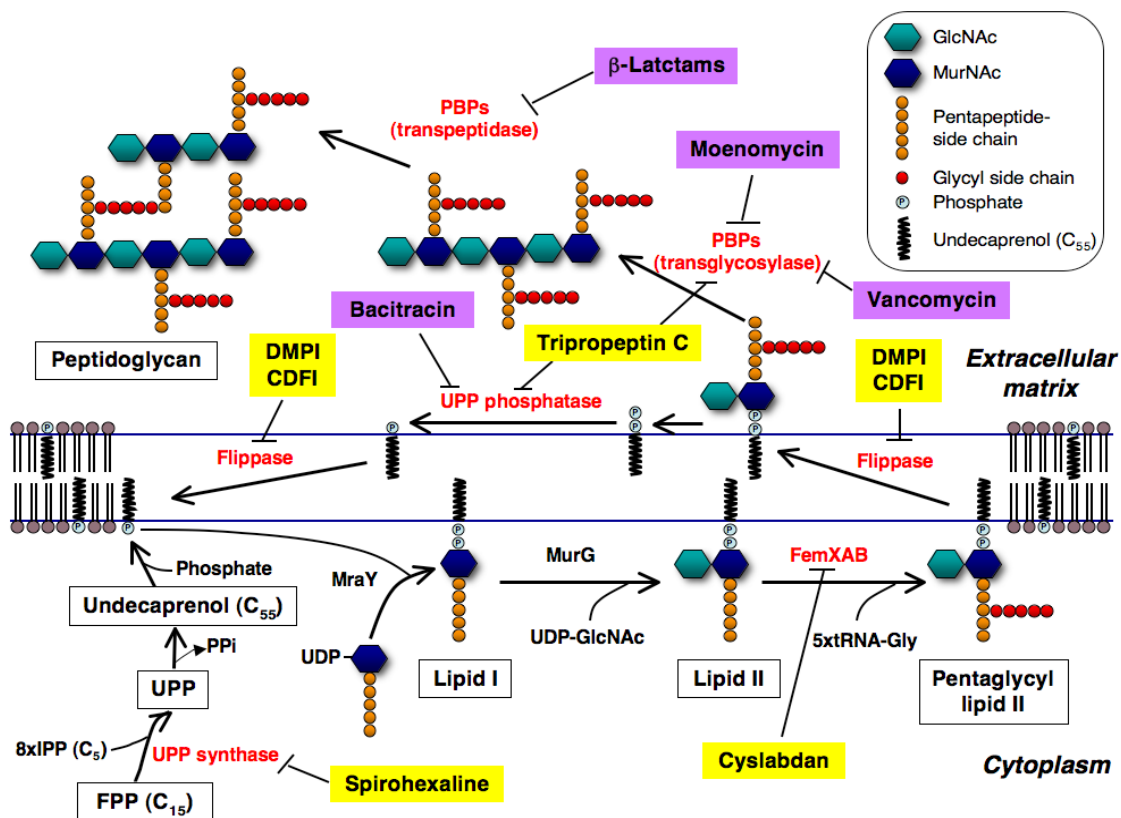 GlcNAc
MurNAc
Pentapeptide-
side chain
Glycyl side chain
P Phosphate
Undecaprenol (C55)
β-Latctams
PBPs
(transpeptidase)
Moenomycin
PBPs
(transglycosylase)
Vancomycin
Bacitracin
Tripropeptin C
Peptidoglycan
DMPI
CDFI
UPP phosphatase
DMPI
CDFI
Extracellular
matrix
P
P
P
P
P
P
P
P
Flippase
Flippase
P
P
P
P
P
P
P
P
P
Phosphate
MraY
MurG
FemXAB
Undecaprenol (C55)
UDP-GlcNAc
5xtRNA-Gly
PPi
UDP
Lipid I
Lipid II
Pentaglycyl
lipid II
UPP
8xIPP (C5)
UPP synthase
Spirohexaline
Cyslabdan
Cytoplasm
FPP (C15)